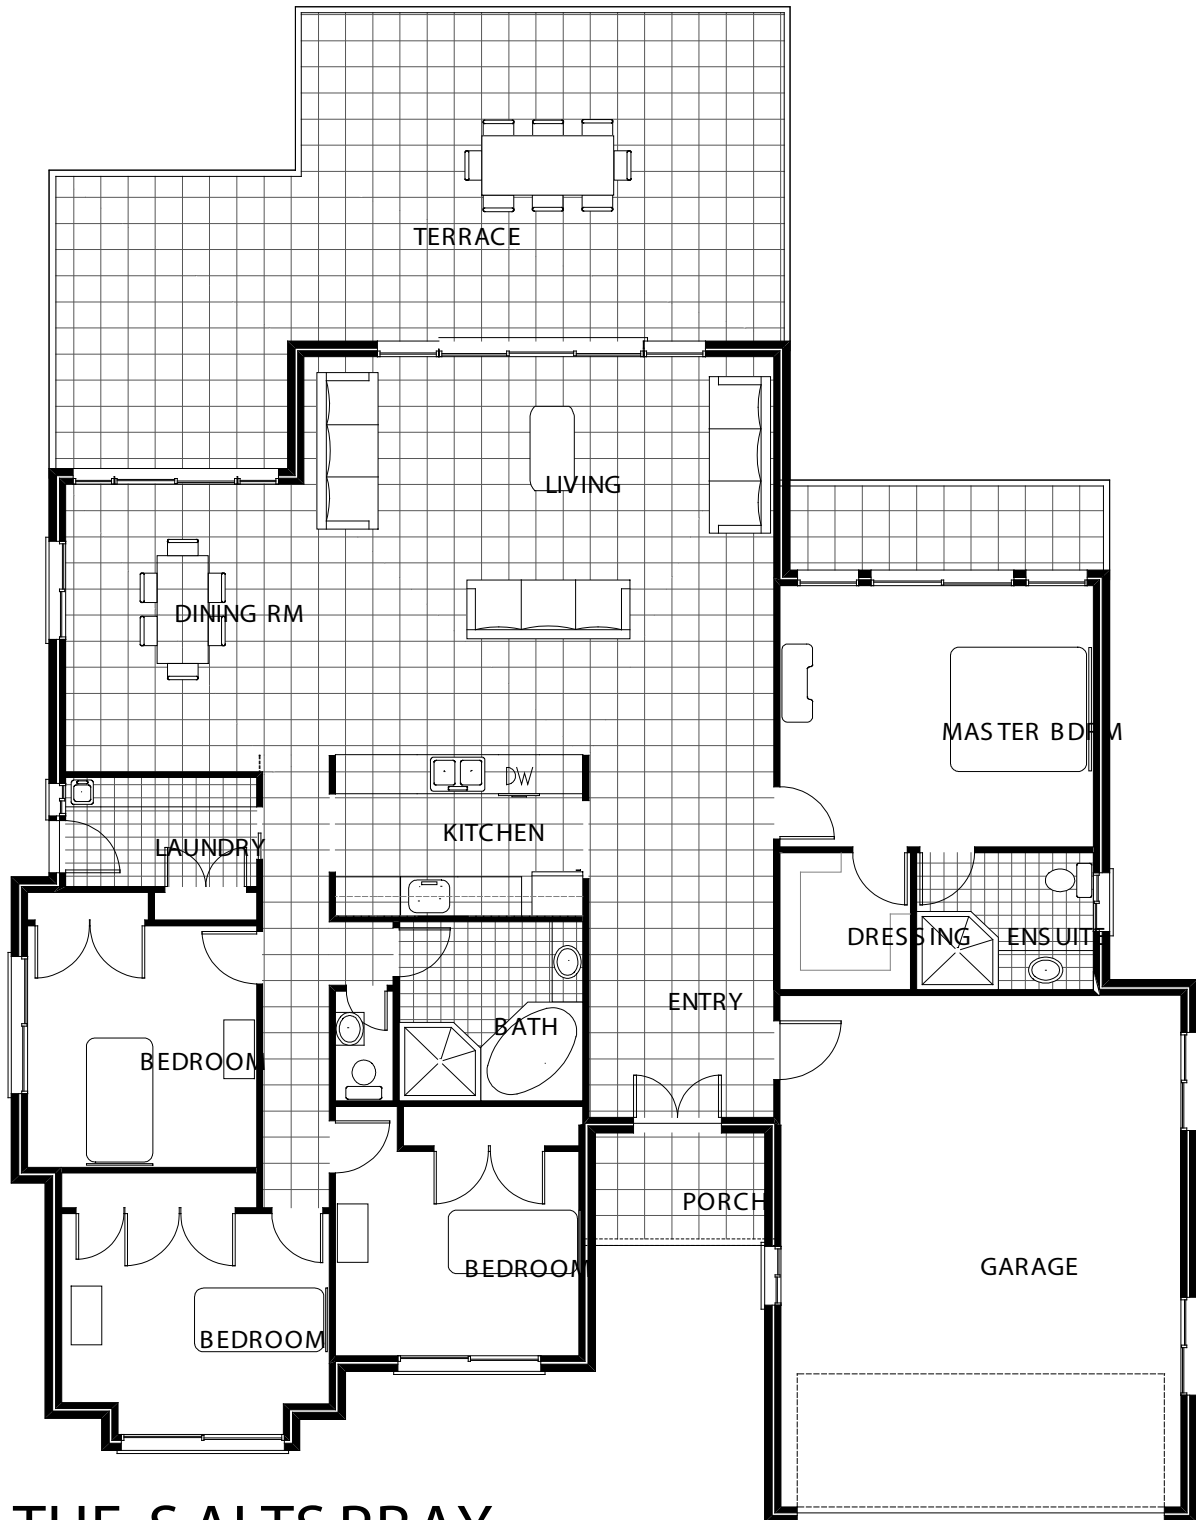 TERRACE
LIVING
DINING RM
MASTER BDRM
DW
KITCHEN
LAUNDRY
DRESSING
ENSUITE
ENTRY
BATH
BEDROOM
PORCH
GARAGE
BEDROOM
BEDROOM
THE SALTSPRAY